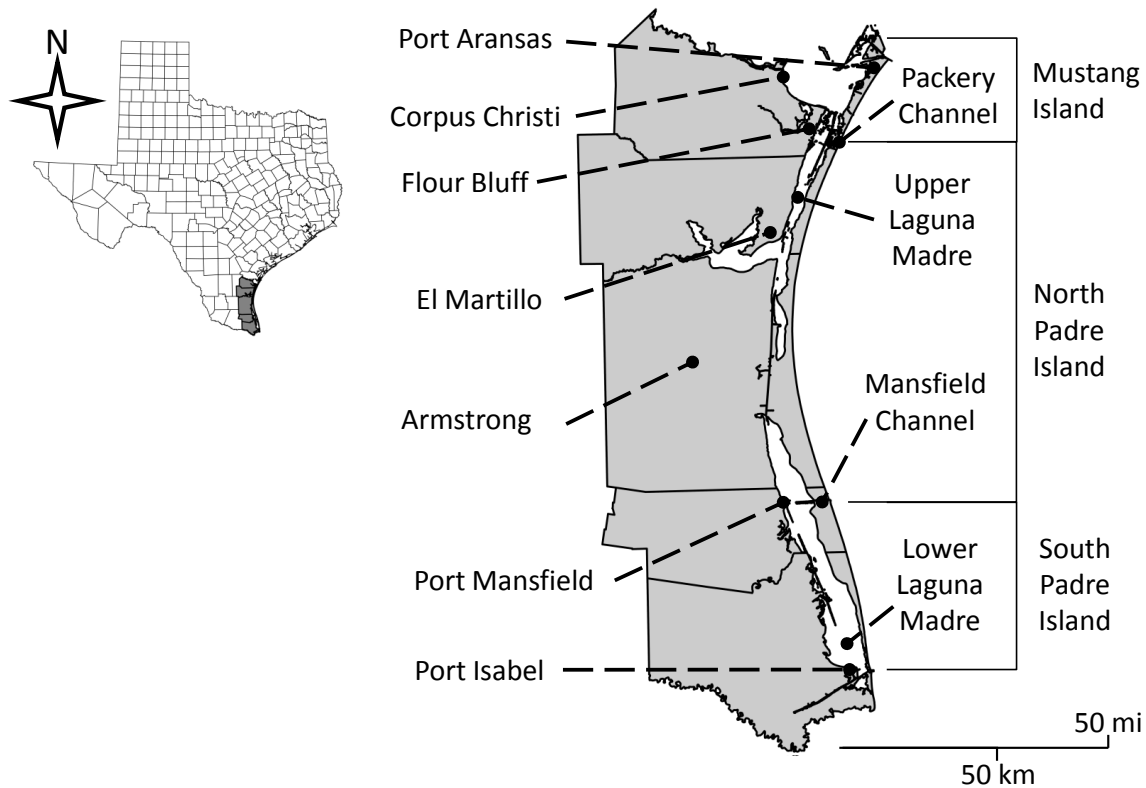 N
Port Aransas
Corpus Christi
Flour Bluff
El Martillo
Armstrong
Port Mansfield
Port Isabel
Packery
Channel
Upper
Laguna
Madre
Mansfield
Channel
Lower
Laguna
Madre
Mustang
Island
North
Padre
Island
South
Padre
Island
50 mi
50 km